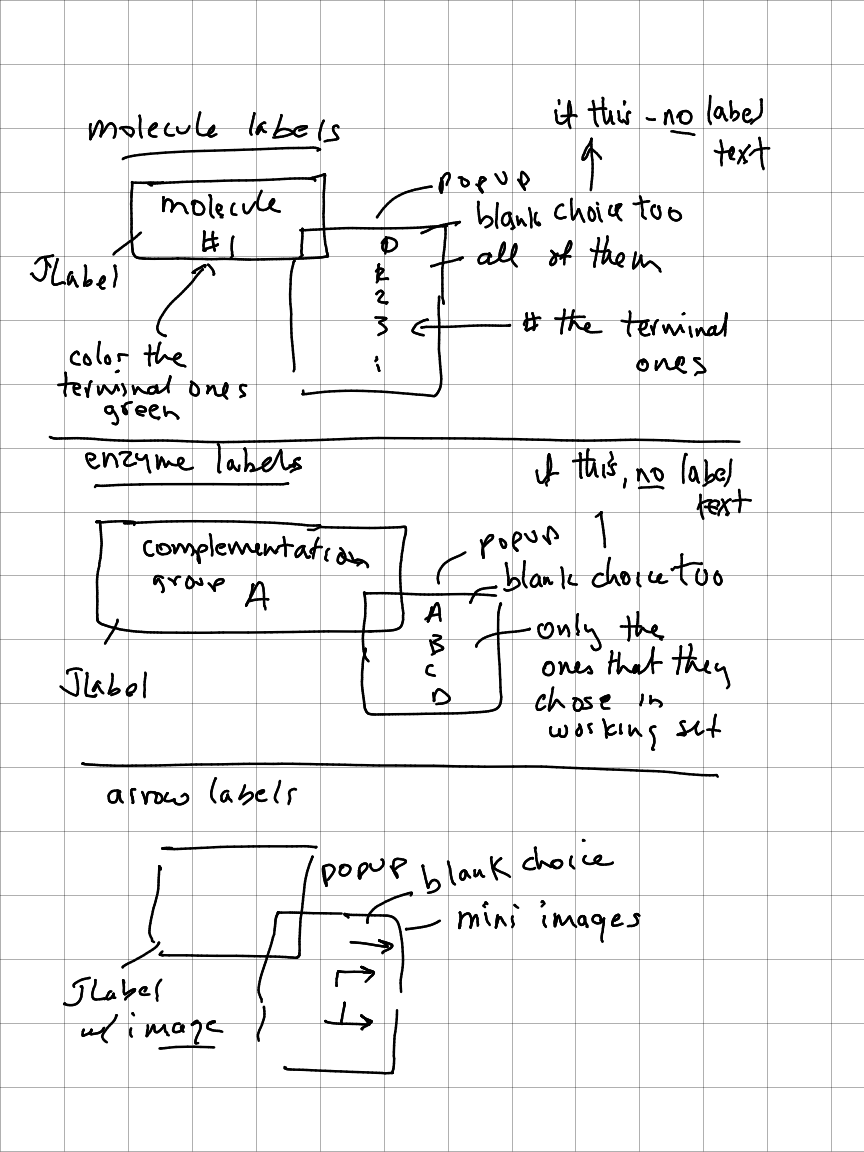 molecule labels
if this - no label
text
popup
molecule
#1
blank choice too
0
all of them
JLabel
2
3
# the terminal
ones
color the
terminal ones
green
enzyme labels
if this, no label
text
popup
complementation
group A
blank choice too
A
B
C
D
only the
ones that they
chose in
working set
JLabel
arrow labels
popup
blank choice
mini images
JLabel
w/ image